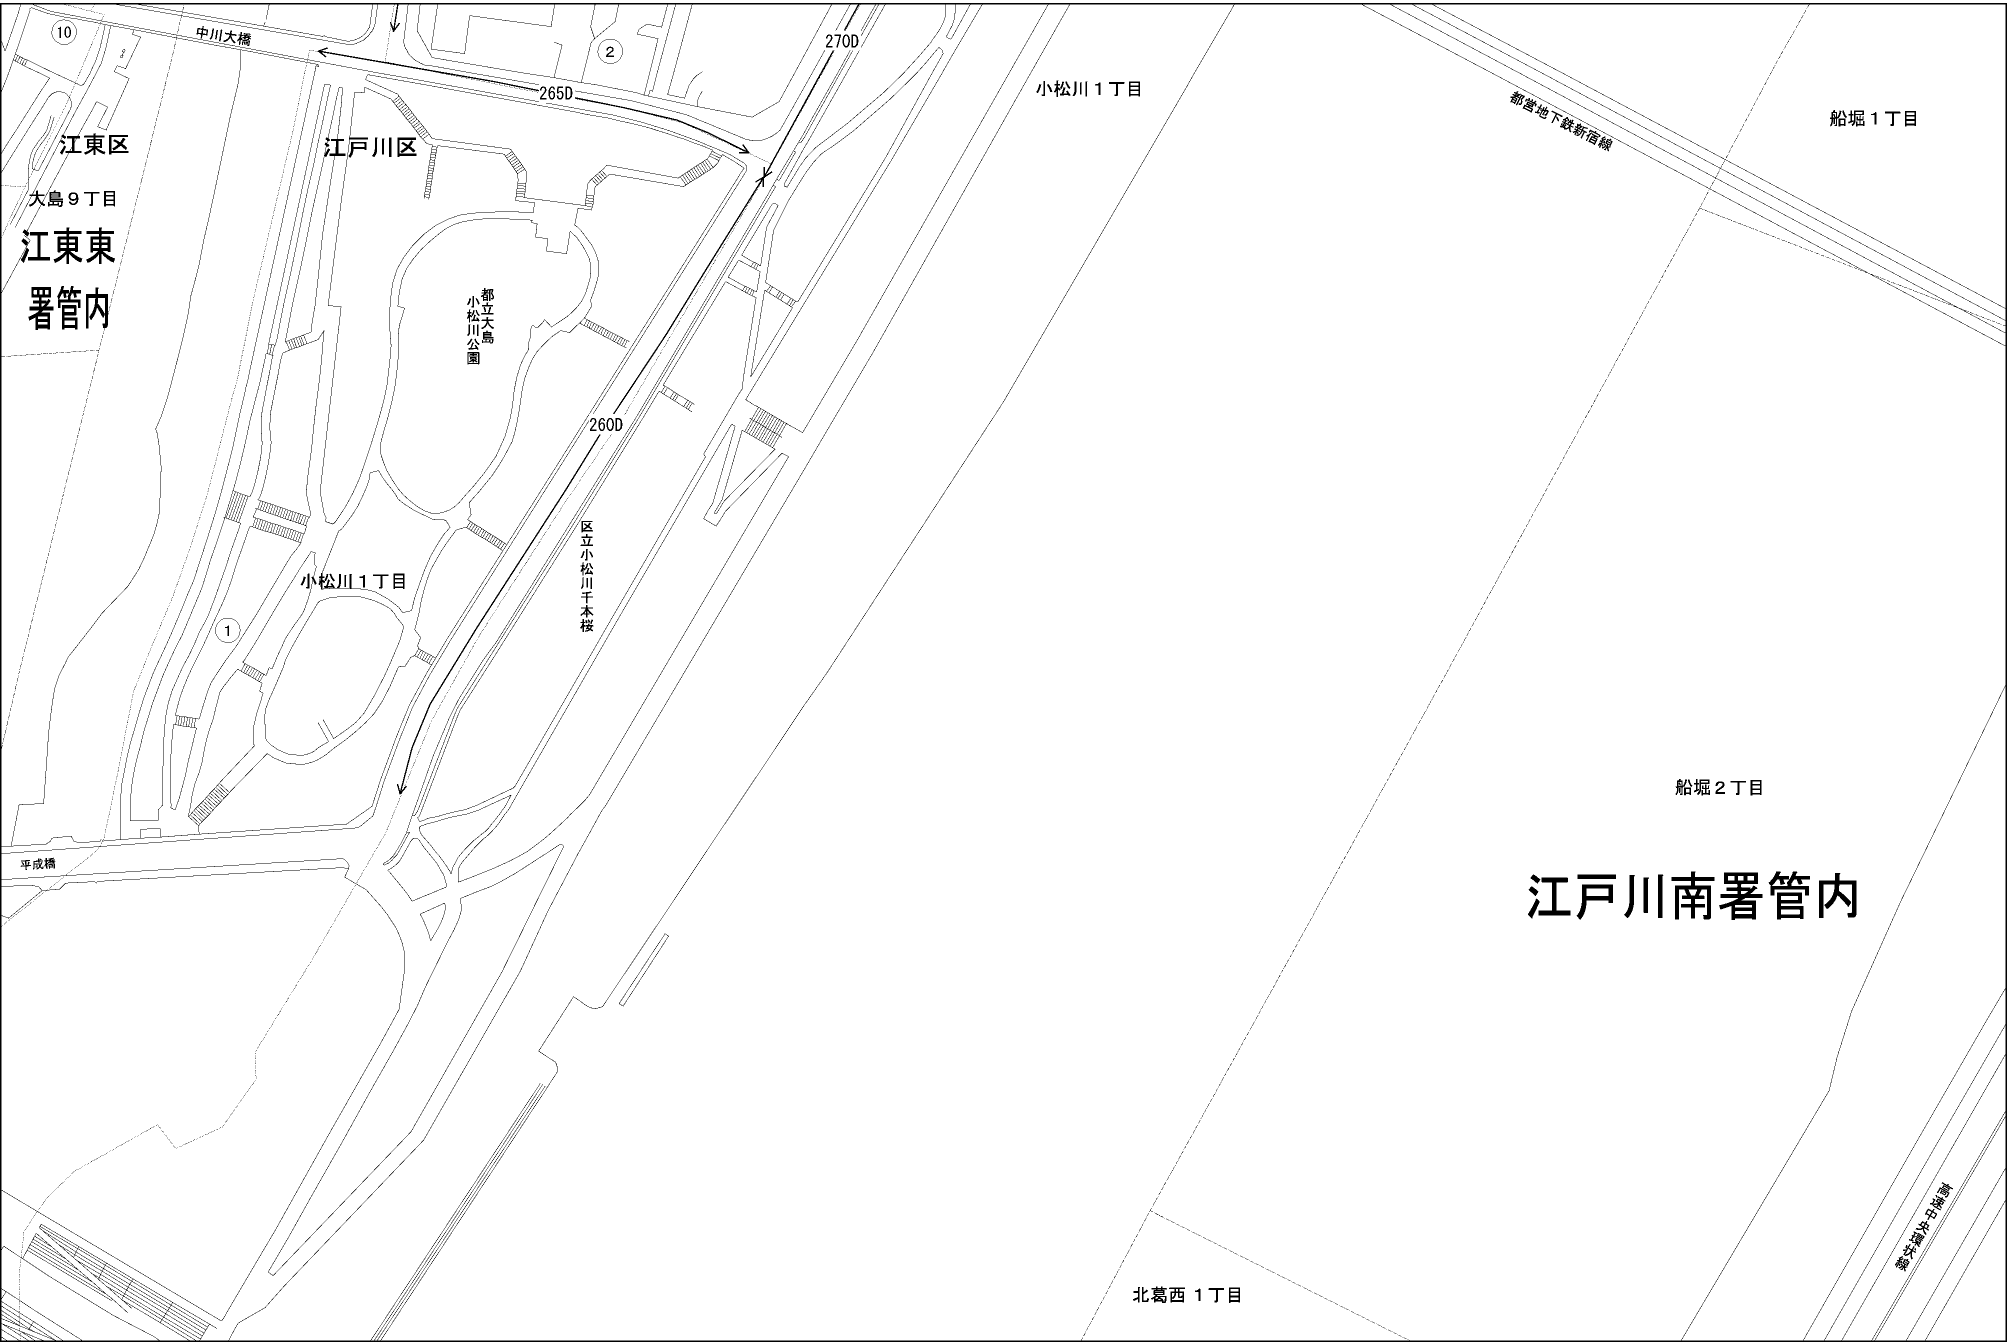 10
中川大橋
2
270D
265D
小松川１丁目
都営地下鉄新宿線
船堀１丁目
江東区
江戸川区
大島９丁目
江東東
署管内
都立大島
小松川公園
260D
区立小松川千本桜
小松川１丁目
1
船堀２丁目
平成橋
江戸川南署管内
高速中央環状線
北葛西１丁目